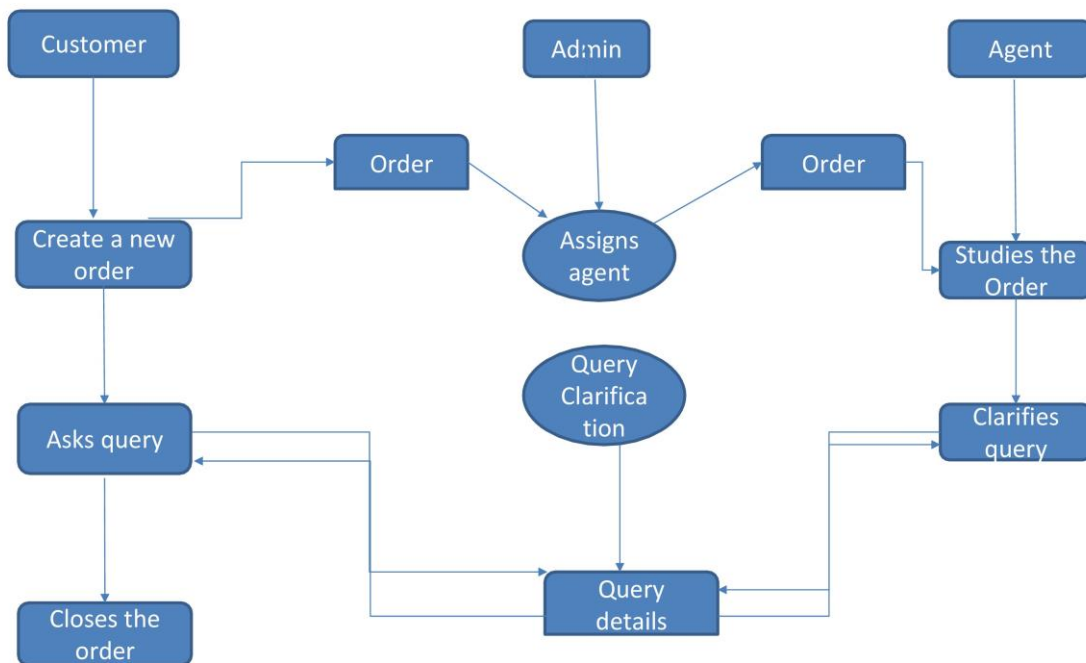 Customer
Admin
Agent
Order
Order
Create a new
order
Assigns
agent
Studies the
Order
Query
Clarifica
tion
Asks query
Clarifies
query
Query
details
Closes the
order